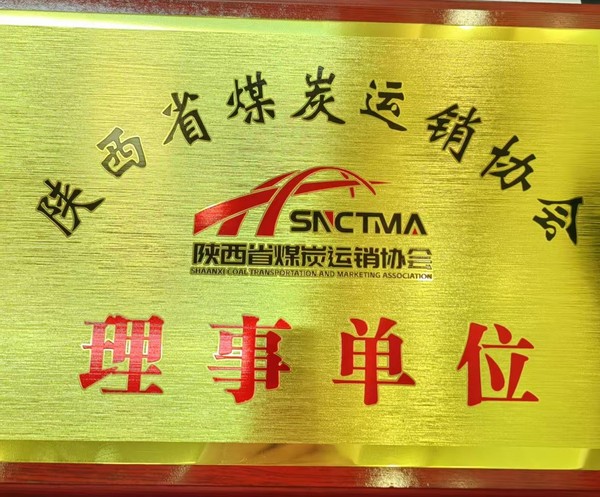 陕西省煤炭运销协会
SNCTMA
陕西省煤炭运销协会
SHAANXI COAL TRANSPORTATION AND MARKETING ASSOCIATION
理事单位